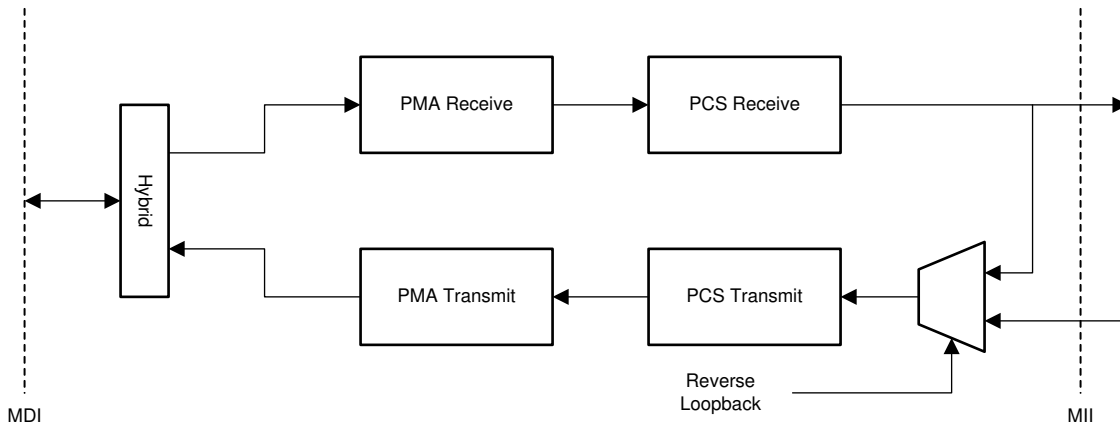 PMA Receive
PCS Receive
Hybrid
PMA Transmit
PCS Transmit
Reverse
Loopback
MDI
MII